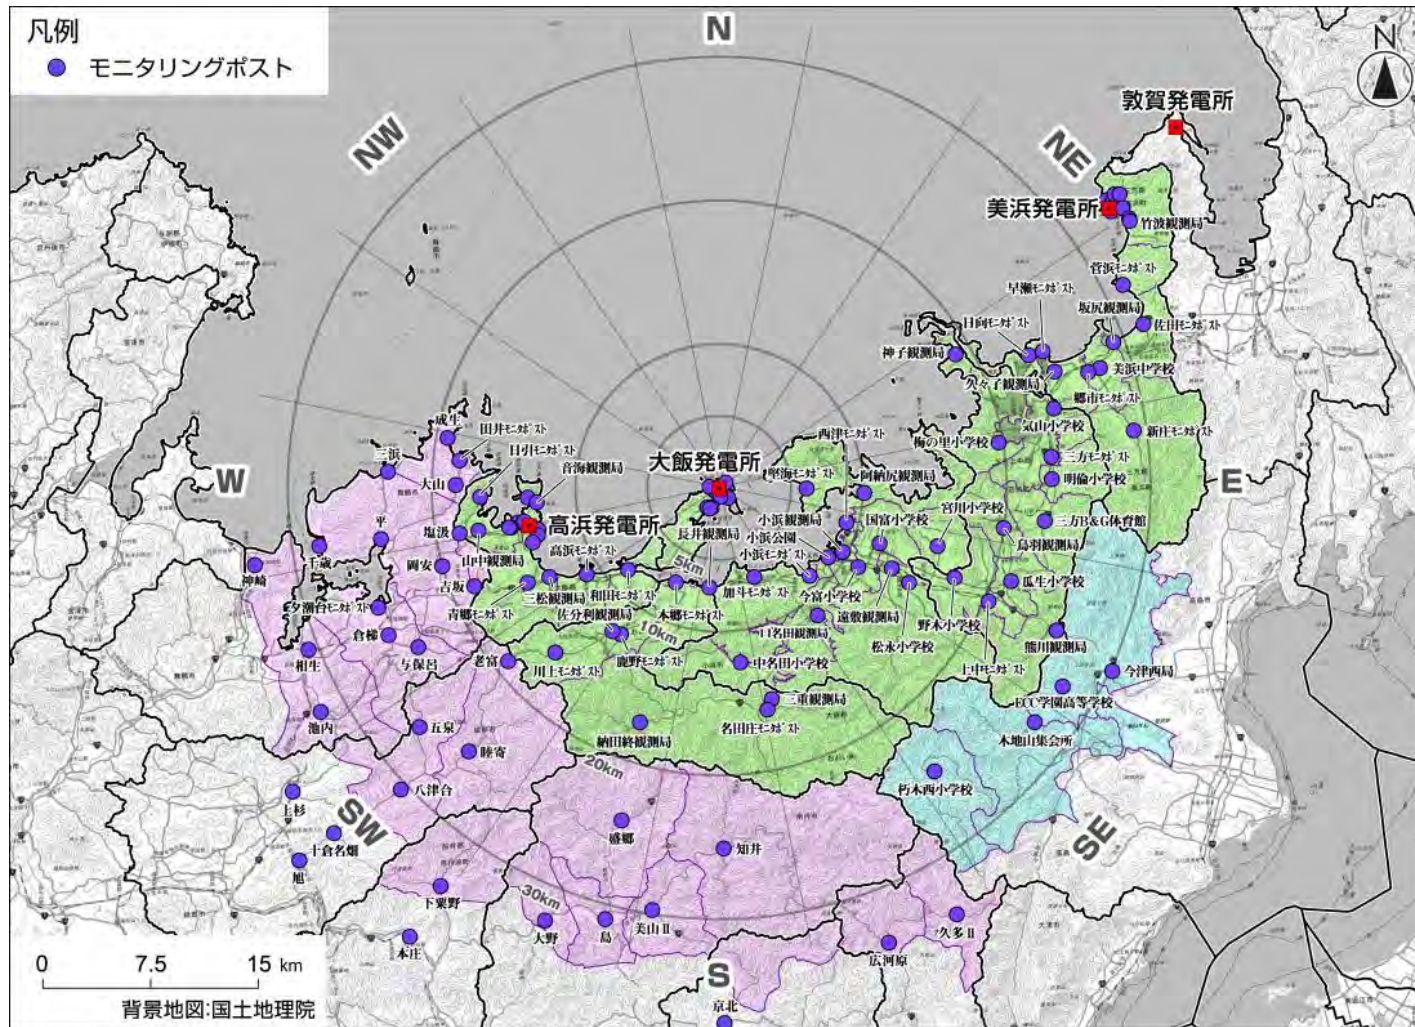 凡例
モニタリングポスト
N
NW
NE
W
E
SW
SE
S
N
敦賀発電所
美浜発電所
竹波観測局
菅浜モニタポスト
早瀬モニタポスト
坂尻観測局
日向モニタポスト
佐田モニタポスト
神子観測局
久々子観測局
美浜中学校
郷市モニタポスト
気山小学校
新庄モニタポスト
成生
田井モニタポスト
日引モニタポスト
音海観測局
三浜
大山
大飯発電所
西津モニタポスト
堅海モニタポスト
阿納尻観測局
梅の里小学校
三方モニタポスト
明倫小学校
塩汲
平
高浜発電所
長井観測局
小浜観測局
小浜公園
小浜モニタポスト
国富小学校
宮川小学校
三方B&G体育館
鳥羽観測局
千歳
神崎
岡安
山中観測局
高浜モニタポスト
5km
吉坂
青郷モニタポスト
三松観測局
和田モニタポスト
佐分利観測局
本郷モニタポスト
加斗モニタポスト
今富小学校
遠敷観測局
瓜生小学校
夕潮台モニタポスト
倉梯
10km
口名田観測局
松永小学校
野木小学校
上中モニタポスト
熊川観測局
相生
与保呂
老富
川上モニタポスト
鹿野モニタポスト
中名田小学校
今津西局
ECC学園高等学校
池内
五泉
三重観測局
名田庄モニタポスト
納田終観測局
木地山集会所
睦寄
20km
朽木西小学校
上杉
八津台
十倉名畑
盛郷
知井
旭
30km
下粟野
大野
島
美山Ⅱ
久多Ⅱ
広河原
本庄
京北
0 7.5 15 km
背景地図:国土地理院